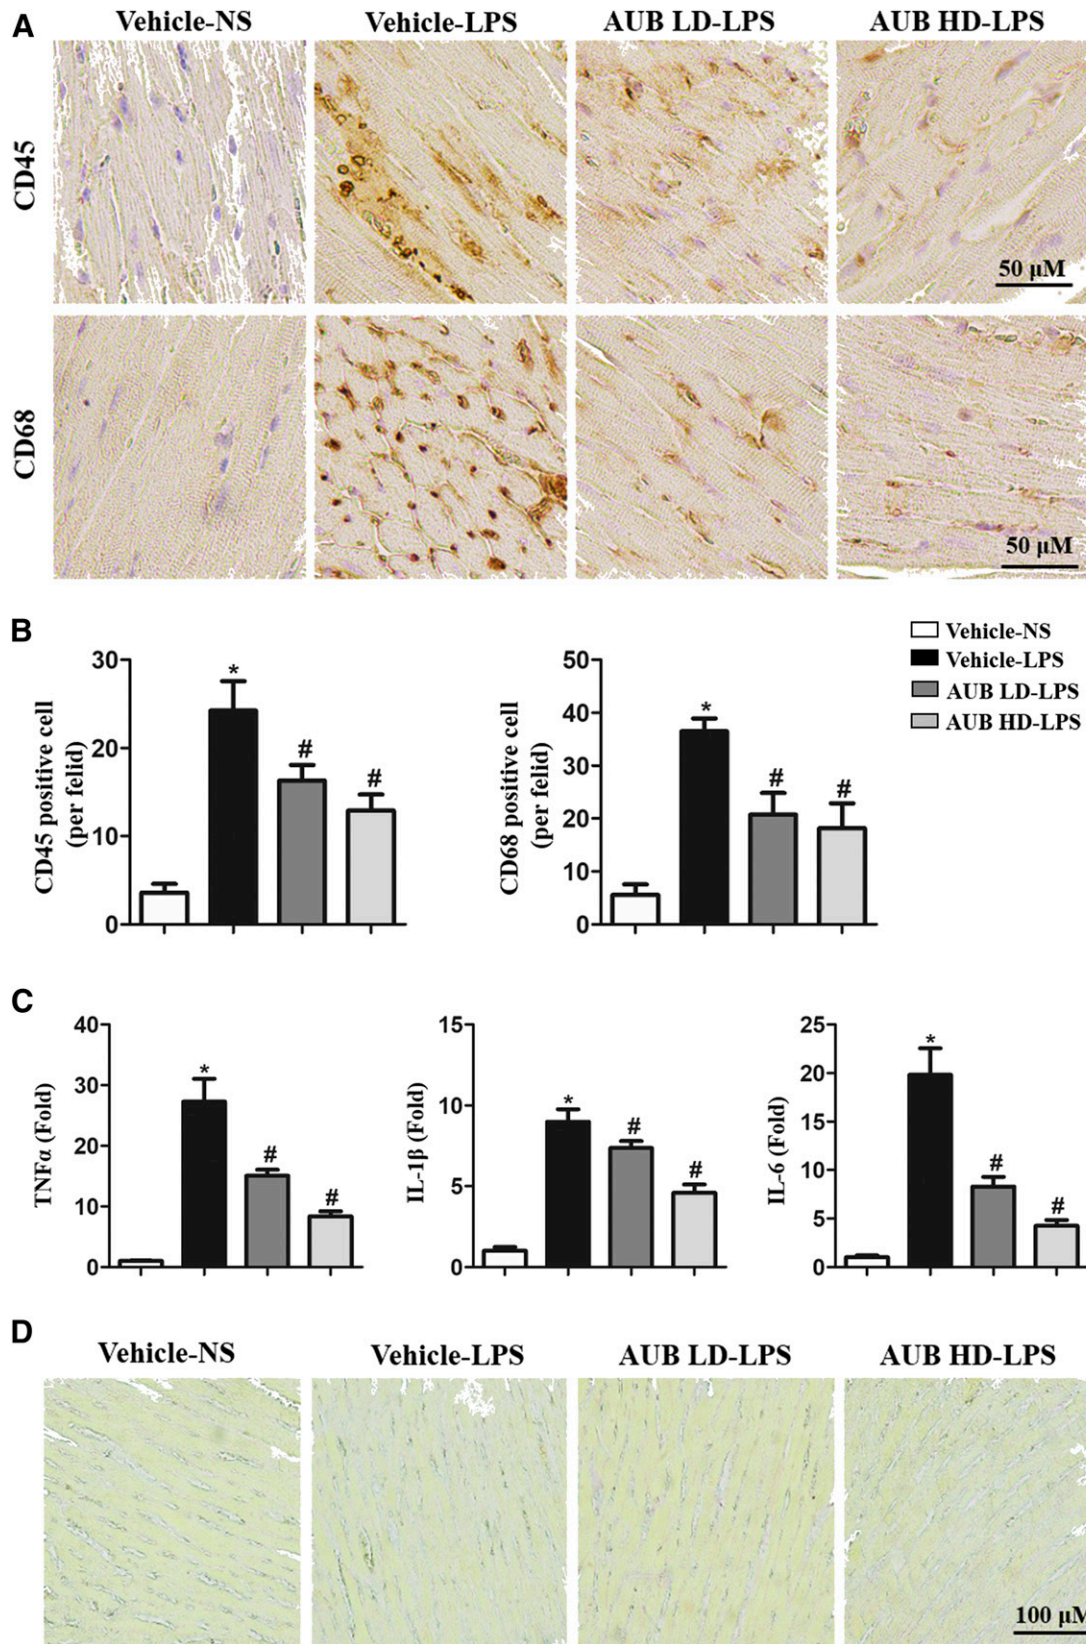 A
Vehicle-NS
Vehicle-LPS
AUB LD-LPS
AUB HD-LPS
CD45
50 μM
CD68
50 μM
B
CD45 positive cell
(per felid)
30
20
10
0
*
#
#
CD68 positive cell
(per felid)
50
40
30
20
10
0
*
#
#
Vehicle-NS
Vehicle-LPS
AUB LD-LPS
AUB HD-LPS
C
TNFα (Fold)
40
30
20
10
0
*
#
#
IL-1β (Fold)
15
10
5
0
*
#
#
IL-6 (Fold)
25
20
15
10
5
0
*
#
#
D
Vehicle-NS
Vehicle-LPS
AUB LD-LPS
AUB HD-LPS
100 μM